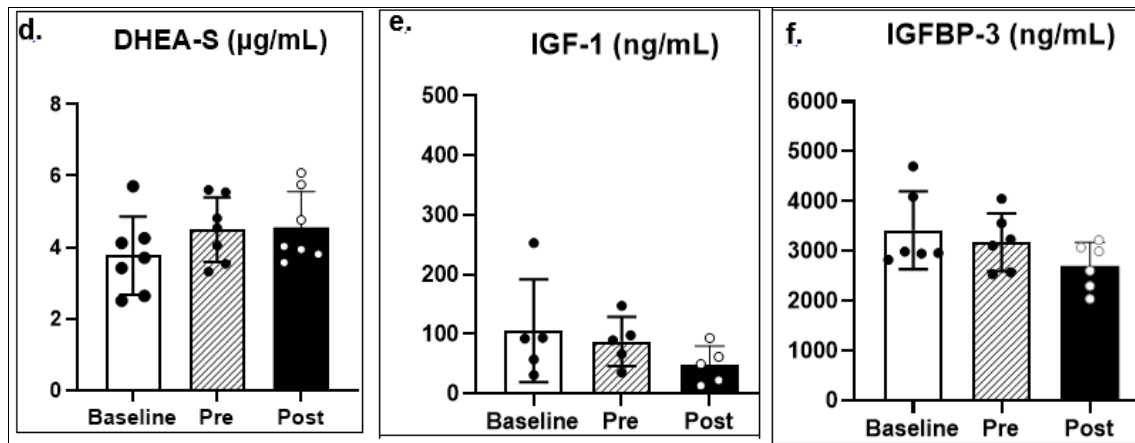 d.
DHEA-S (µg/mL)
8
6
4
2
0
Baseline Pre Post
e.
IGF-1 (ng/mL)
500
400
300
200
100
0
Baseline Pre Post
f.
IGFBP-3 (ng/mL)
6000
5000
4000
3000
2000
1000
0
Baseline Pre Post